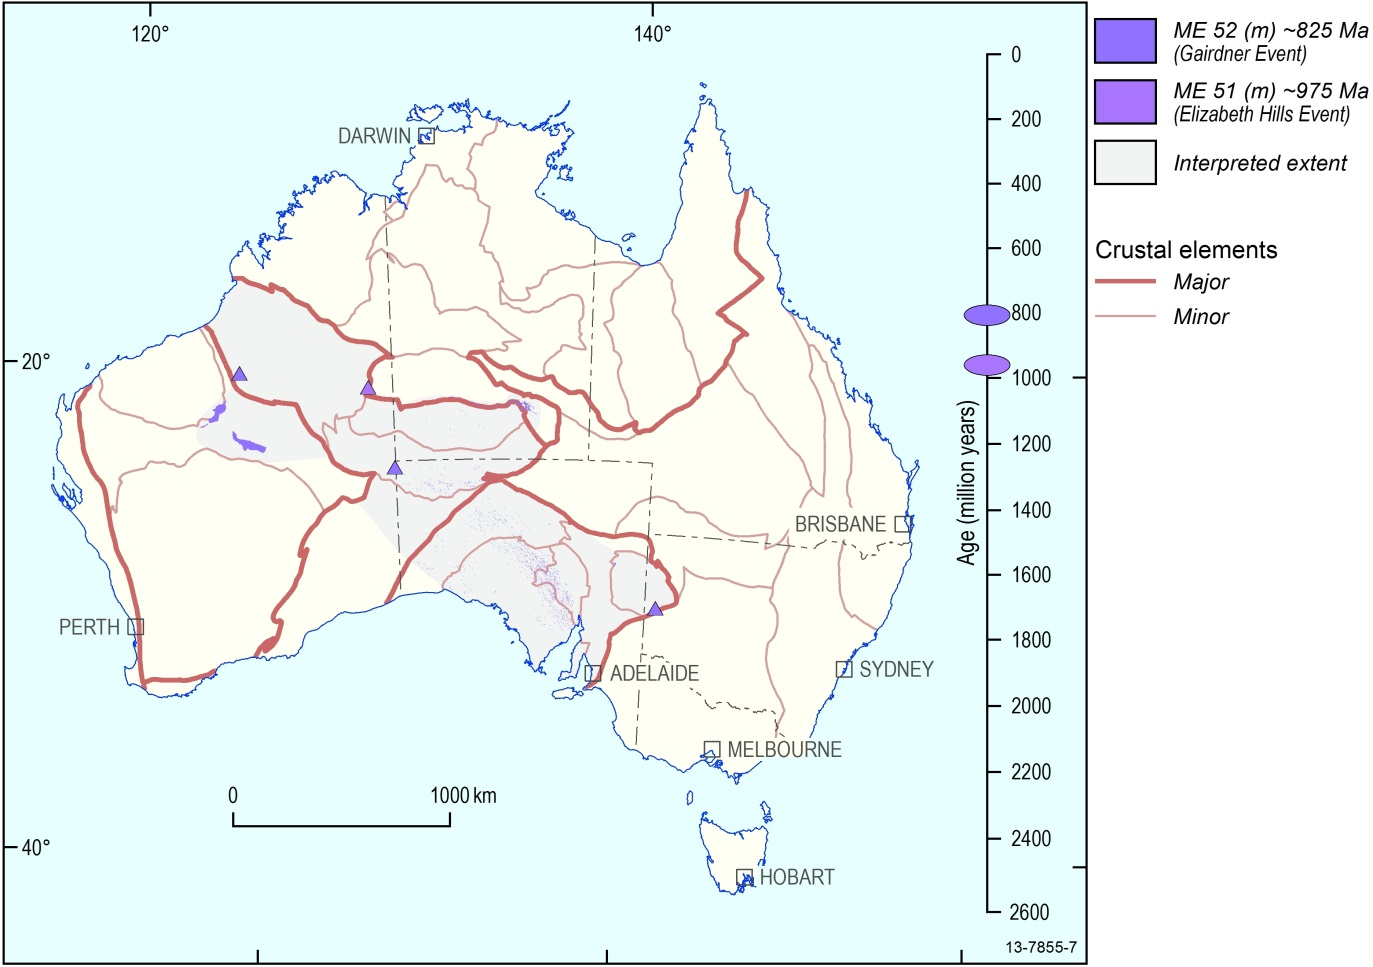 120°
140°
ME 52 (m) ~825 Ma
(Gairdner Event)
ME 51 (m) ~975 Ma
(Elizabeth Hills Event)
Interpreted extent
Crustal elements
Major
Minor
DARWIN
20°
BRISBANE
PERTH
ADELAIDE
SYDNEY
MELBOURNE
HOBART
40°
0 1000 km
Age (million years)
0
200
400
600
800
1000
1200
1400
1600
1800
2000
2200
2400
2600
13-7855-7